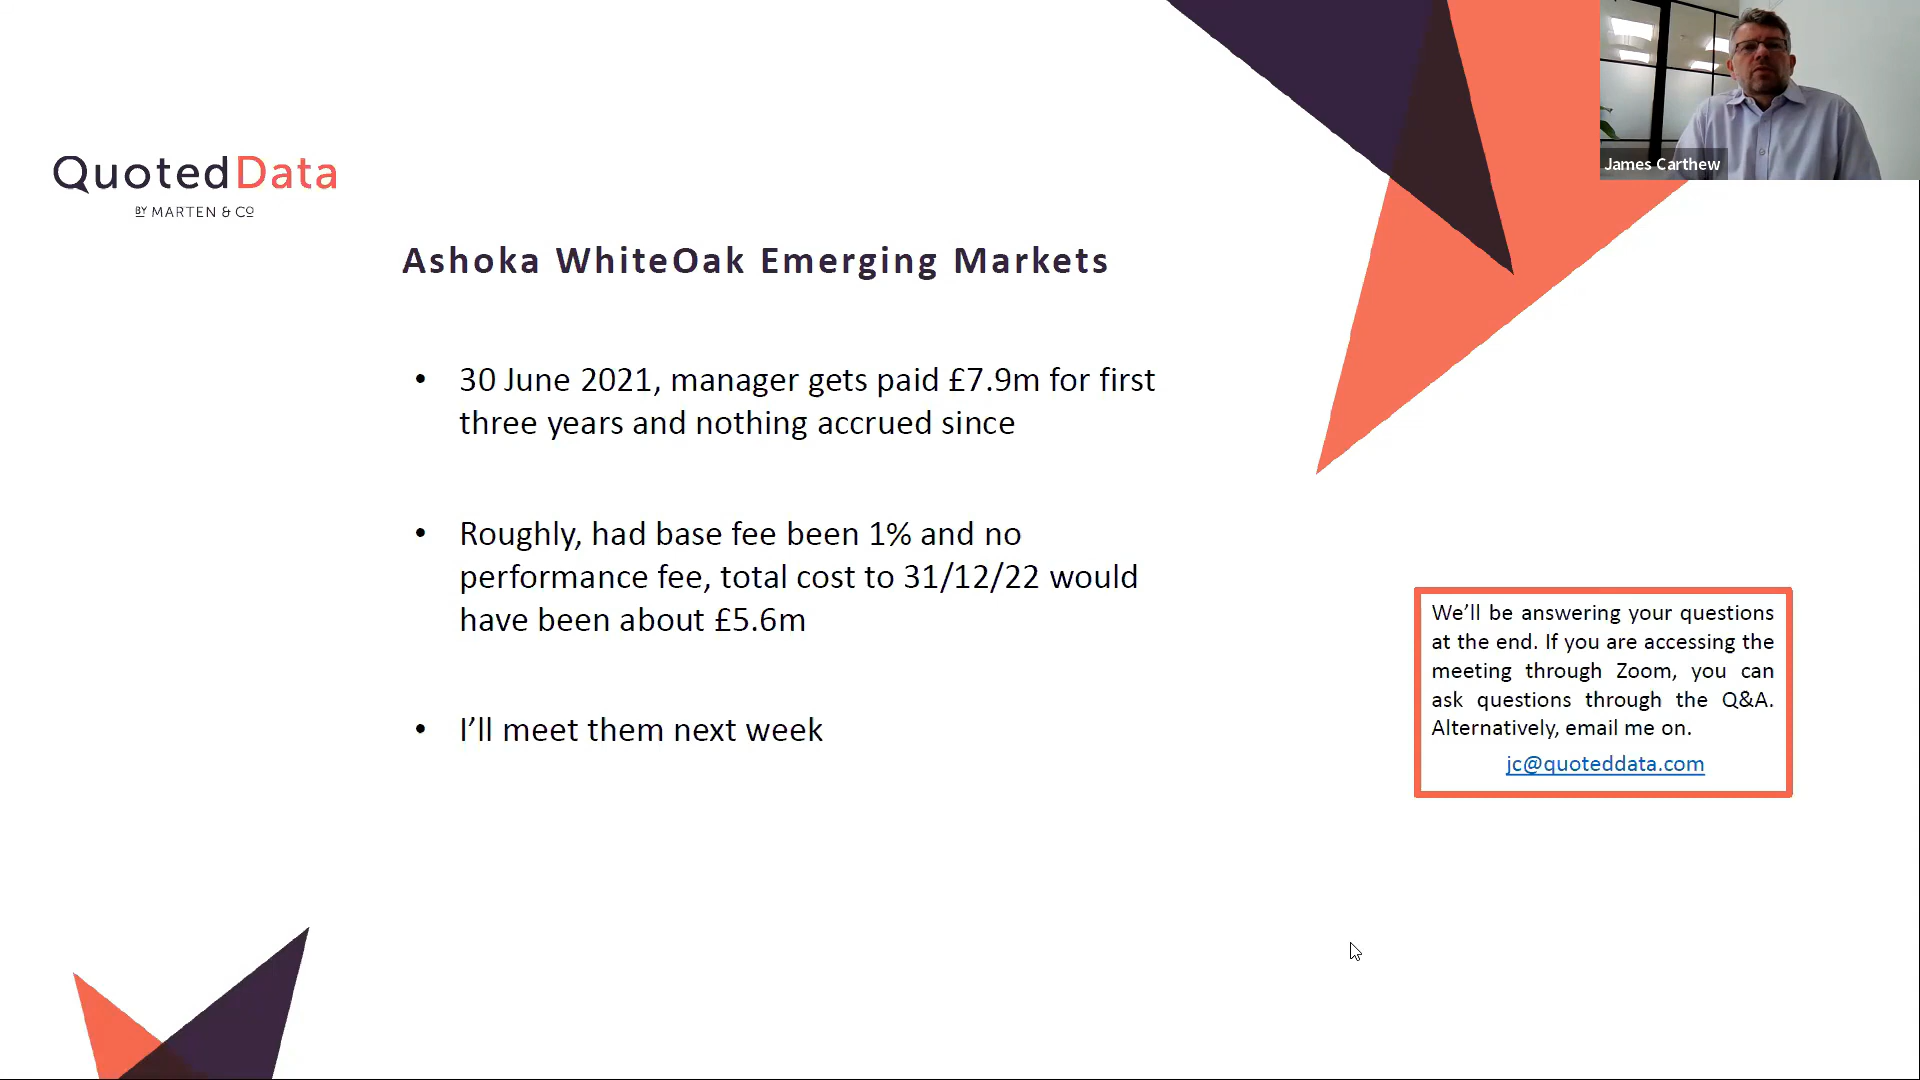 QuotedData
BY MARTEN & CO
James Carthew
Ashoka WhiteOak Emerging Markets
• 30 June 2021, manager gets paid £7.9m for first
three years and nothing accrued since
• Roughly, had base fee been 1% and no
performance fee, total cost to 31/12/22 would
have been about £5.6m
• I’ll meet them next week
We’ll be answering your questions
at the end. If you are accessing the
meeting through Zoom, you can
ask questions through the Q&A.
Alternatively, email me on.
jc@quoteddata.com